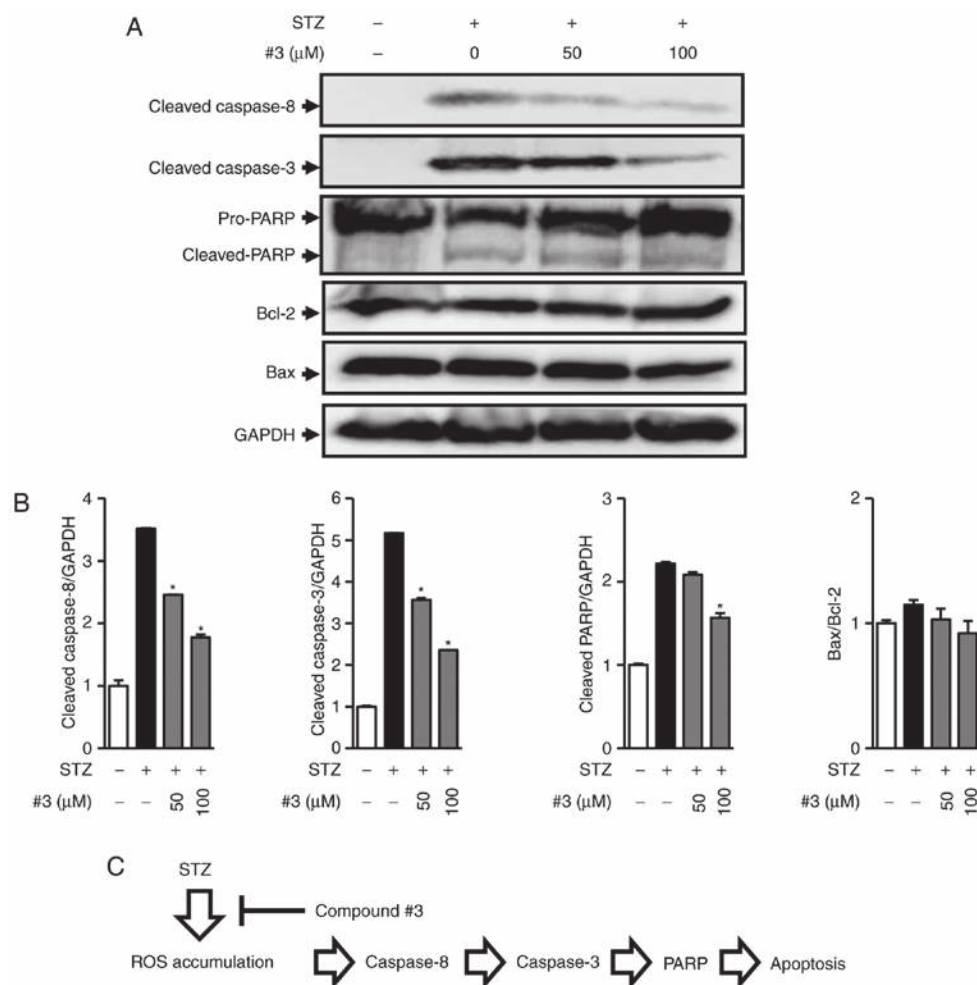 A
STZ – + + +
#3 (µM) – 0 50 100
Cleaved caspase-8
Cleaved caspase-3
Pro-PARP
Cleaved-PARP
Bcl-2
Bax
GAPDH
B
Cleaved caspase-8/GAPDH
4
3
2
1
0
* *
STZ – + + +
#3 (µM) – – 50 100
Cleaved caspase-3/GAPDH
6
5
4
3
2
1
0
* *
STZ – + + +
#3 (µM) – – 50 100
Cleaved PARP/GAPDH
3
2
1
0
*
STZ – + + +
#3 (µM) – – 50 100
Bax/Bcl-2
2
1
0
STZ – + + +
#3 (µM) – – 50 100
C
STZ
Compound #3
ROS accumulation Caspase-8 Caspase-3 PARP Apoptosis